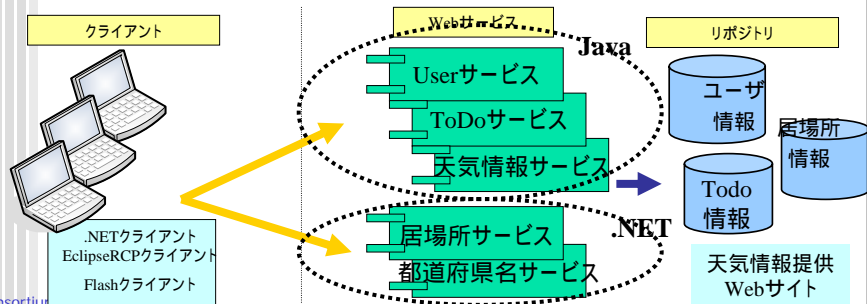 クライアント
Webサービス
リポジトリ
Java
Userサービス
ToDoサービス
天気情報サービス
.NET
居場所サービス
都道府県名サービス
ユーザ
情報
居場所
情報
Todo
情報
天気情報提供
Webサイト
.NETクライアント
EclipseRCPクライアント
Flashクライアント